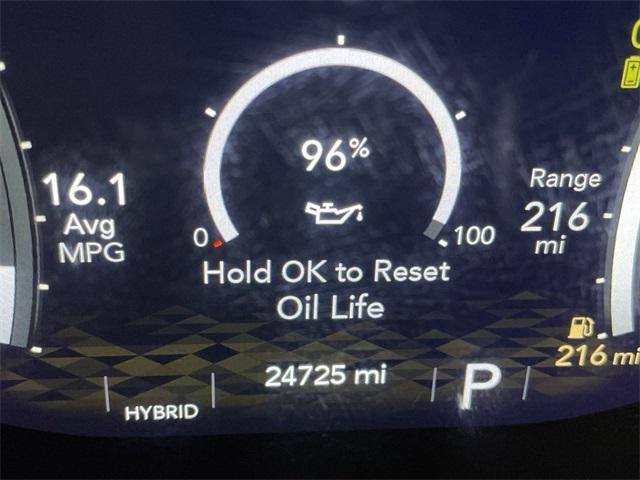 96%
16.1
Avg
MPG
Range
216
mi
0
100
Hold OK to Reset
Oil Life
216 mi
24725 mi
HYBRID
P